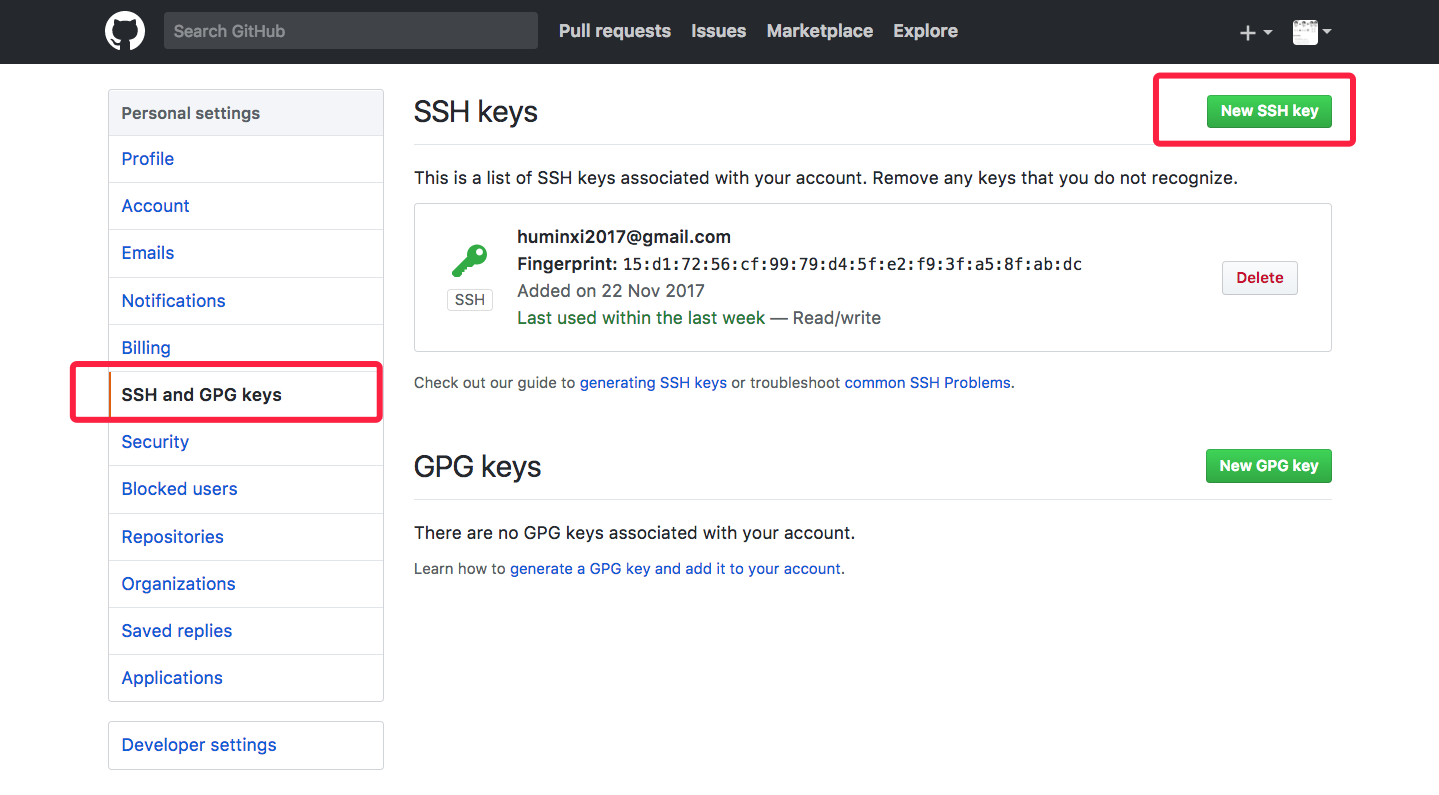 Search GitHub Pull requests Issues Marketplace Explore
Personal settings
Profile
Account
Emails
Notifications
Billing
SSH and GPG keys
Security
Blocked users
Repositories
Organizations
Saved replies
Applications
Developer settings
SSH keys
New SSH key
This is a list of SSH keys associated with your account. Remove any keys that you do not recognize.
SSH
huminxi2017@gmail.com
Fingerprint: 15:d1:72:56:cf:99:79:d4:5f:e2:f9:3f:a5:8f:ab:dc
Added on 22 Nov 2017
Last used within the last week — Read/write
Delete
Check out our guide to generating SSH keys or troubleshoot common SSH Problems.
GPG keys
New GPG key
There are no GPG keys associated with your account.
Learn how to generate a GPG key and add it to your account.